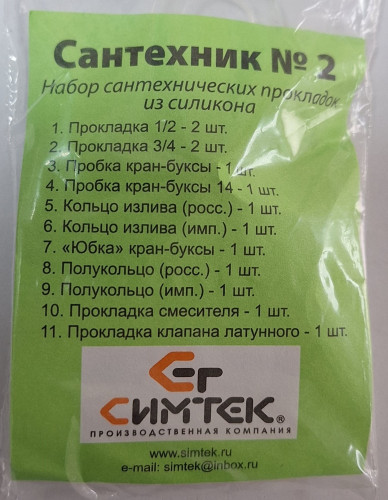 Сантехник № 2
Набор сантехнических прокладок
из силикона
1. Прокладка 1/2 - 2 шт.
2. Прокладка 3/4 - 2 шт.
3. Пробка кран-буксы - 1 шт.
4. Пробка кран-буксы 14 - 1 шт.
5. Кольцо излива (росс.) - 1 шт.
6. Кольцо излива (имп.) - 1 шт.
7. «Юбка» кран-буксы - 1 шт.
8. Полукольцо (росс.) - 1 шт.
9. Полукольцо (имп.) - 1 шт.
10. Прокладка смесителя - 1 шт.
11. Прокладка клапана латунного - 1 шт.
СИМТЕК®
ПРОИЗВОДСТВЕННАЯ КОМПАНИЯ
www.simtek.ru
e-mail: simtek@inbox.ru